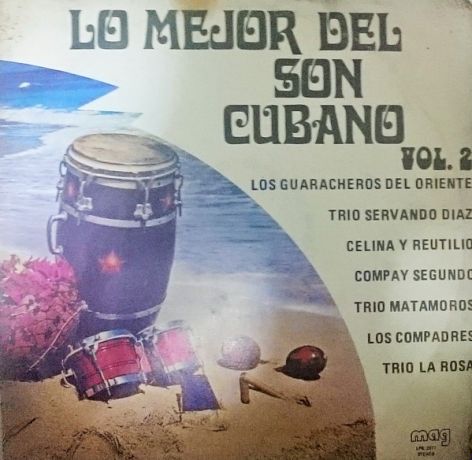 LO MEJOR DEL
SON
CUBANO
VOL. 2
LOS GUARACHEROS DEL ORIENTE
TRIO SERVANDO DIAZ
CELINA Y REUTILIO
COMPAY SEGUNDO
TRIO MATAMOROS
LOS COMPADRES
TRIO LA ROSA
mag
STEREO